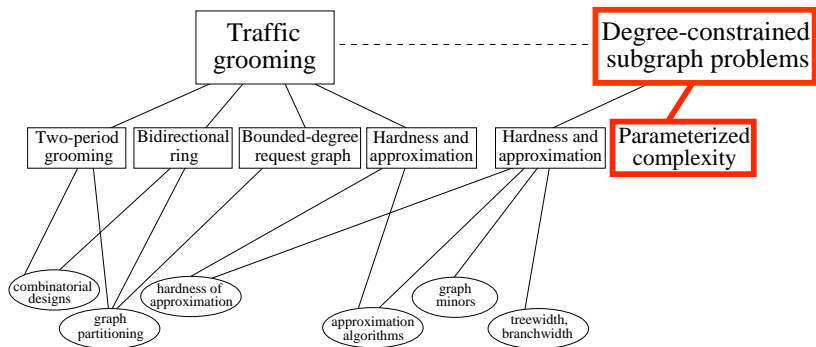 Traffic
grooming
Degree-constrained
subgraph problems
Two-period
grooming
Bidirectional
ring
Bounded-degree
request graph
Hardness and
approximation
Hardness and
approximation
Parameterized
complexity
combinatorial
designs
graph
partitioning
hardness of
approximation
approximation
algorithms
graph
minors
treewidth,
branchwidth